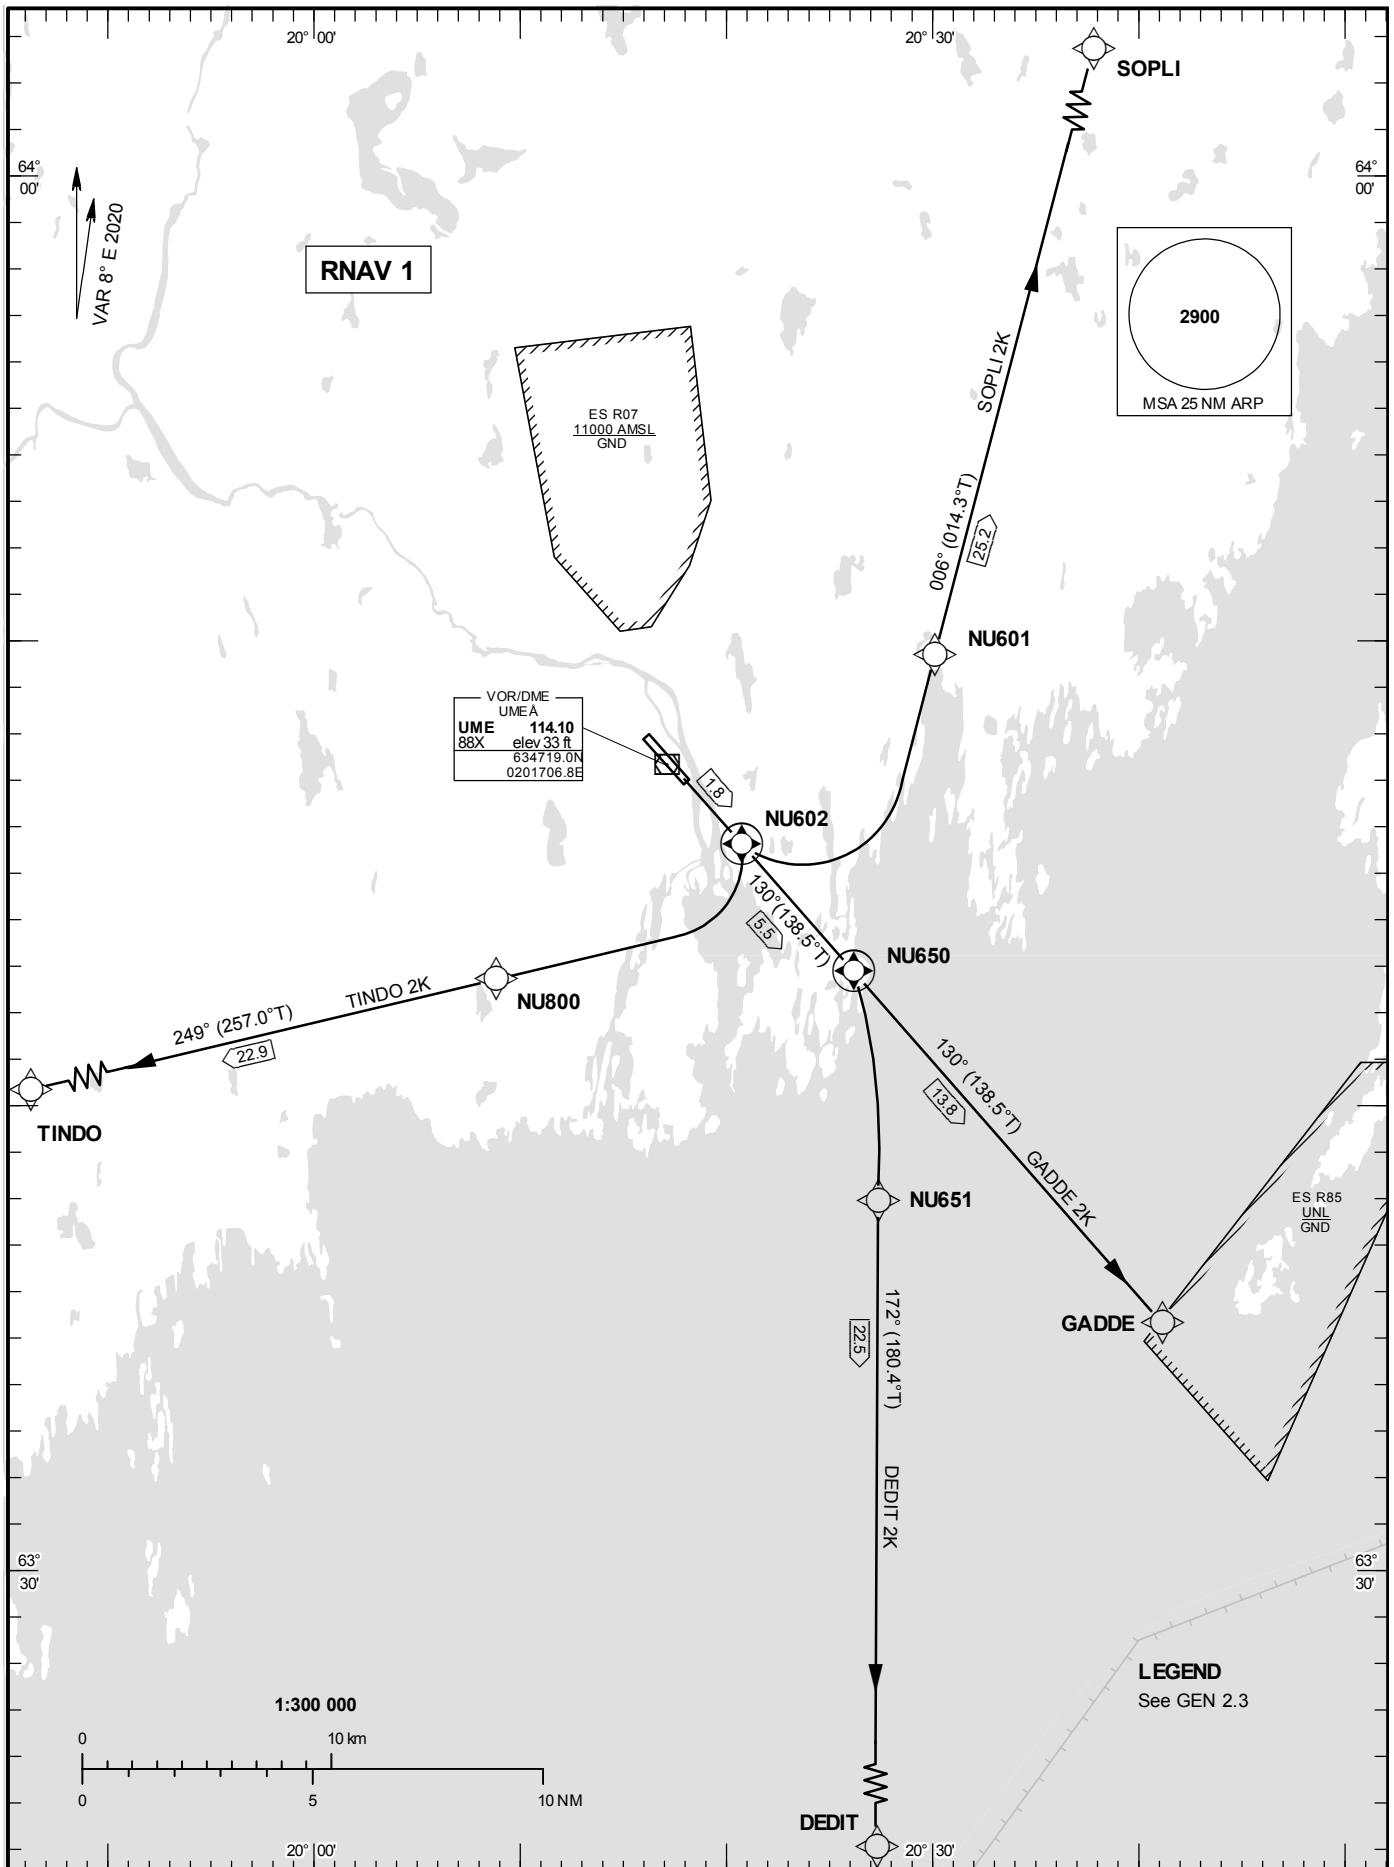 20° 00'
20° 30'
SOPLI
64°
00'
64°
00'
VAR 8° E 2020
RNAV 1
2900
MSA 25 NM ARP
SOPLI 2K
ES R07
11000 AMSL
GND
006° (014.3°T)
25.2
NU601
VOR/DME
UMEÅ
UME 114.10
88X elev 33 ft
634719.0N
0201706.8E
1.8
NU602
130°(138.5°T)
5.5
NU650
NU800
TINDO 2K
249° (257.0°T)
22.9
TINDO
130° (138.5°T)
13.8
GADDE 2K
NU651
ES R85
UNL
GND
GADDE
172° (180.4°T)
22.5
DEDIT 2K
63°
30'
63°
30'
LEGEND
See GEN 2.3
1:300 000
0 10 km
0 5 10 NM
DEDIT
20° 00'
20° 30'